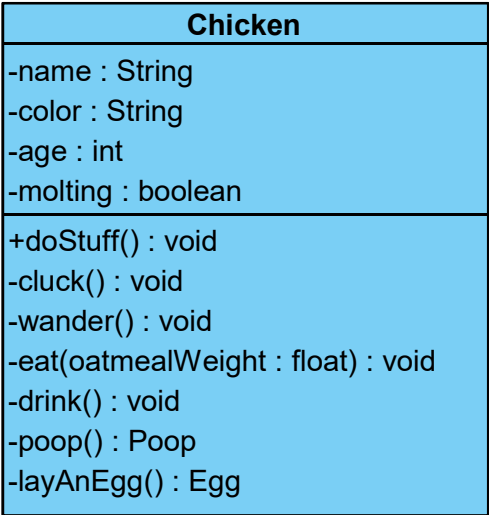 Chicken
-name : String
-color : String
-age : int
-molting : boolean
+doStuff() : void
-cluck() : void
-wander() : void
-eat(oatmealWeight : float) : void
-drink() : void
-poop() : Poop
-layAnEgg() : Egg